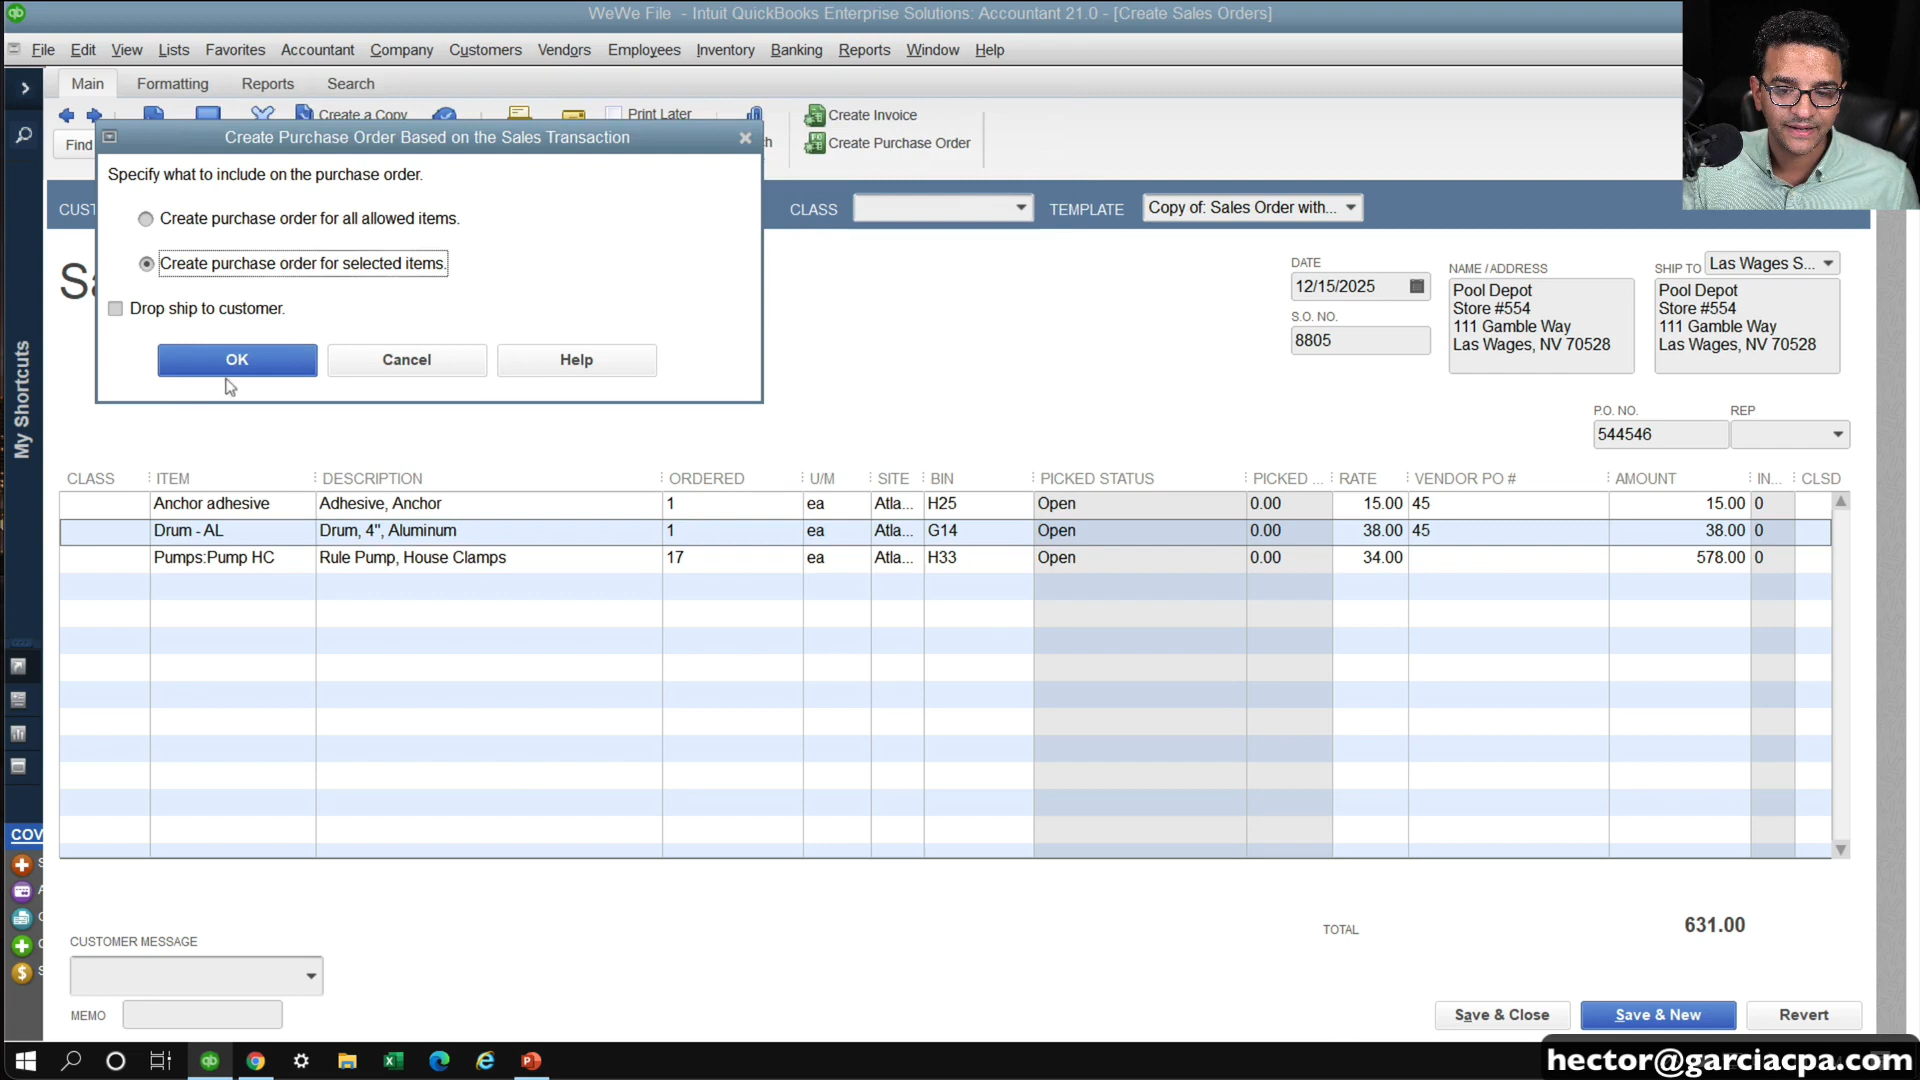 WeWe File - Intuit QuickBooks Enterprise Solutions: Accountant 21.0 - [Create Sales Orders]
File Edit View Lists Favorites Accountant Company Customers Vendors Employees Inventory Banking Reports Window Help
Main Formatting Reports Search
Find
Create a Copy
Print Later
Create Invoice
Create Purchase Order
Create Purchase Order Based on the Sales Transaction
Specify what to include on the purchase order.
Create purchase order for all allowed items.
Create purchase order for selected items.
Drop ship to customer.
OK Cancel Help
CLASS
TEMPLATE Copy of: Sales Order with...
DATE
12/15/2025
S.O. NO.
8805
NAME / ADDRESS
Pool Depot
Store #554
111 Gamble Way
Las Wages, NV 70528
SHIP TO Las Wages S...
Pool Depot
Store #554
111 Gamble Way
Las Wages, NV 70528
P.O. NO. REP
544546
CLASS ITEM DESCRIPTION ORDERED U/M SITE BIN PICKED STATUS PICKED ... RATE VENDOR PO # AMOUNT IN... CLSD
Anchor adhesive Adhesive, Anchor 1 ea Atla... H25 Open 0.00 15.00 45 15.00 0
Drum - AL Drum, 4", Aluminum 1 ea Atla... G14 Open 0.00 38.00 45 38.00 0
Pumps:Pump HC Rule Pump, House Clamps 17 ea Atla... H33 Open 0.00 34.00 578.00 0
My Shortcuts
TOTAL 631.00
CUSTOMER MESSAGE
MEMO
Save & Close Save & New Revert
hector@garciacpa.com